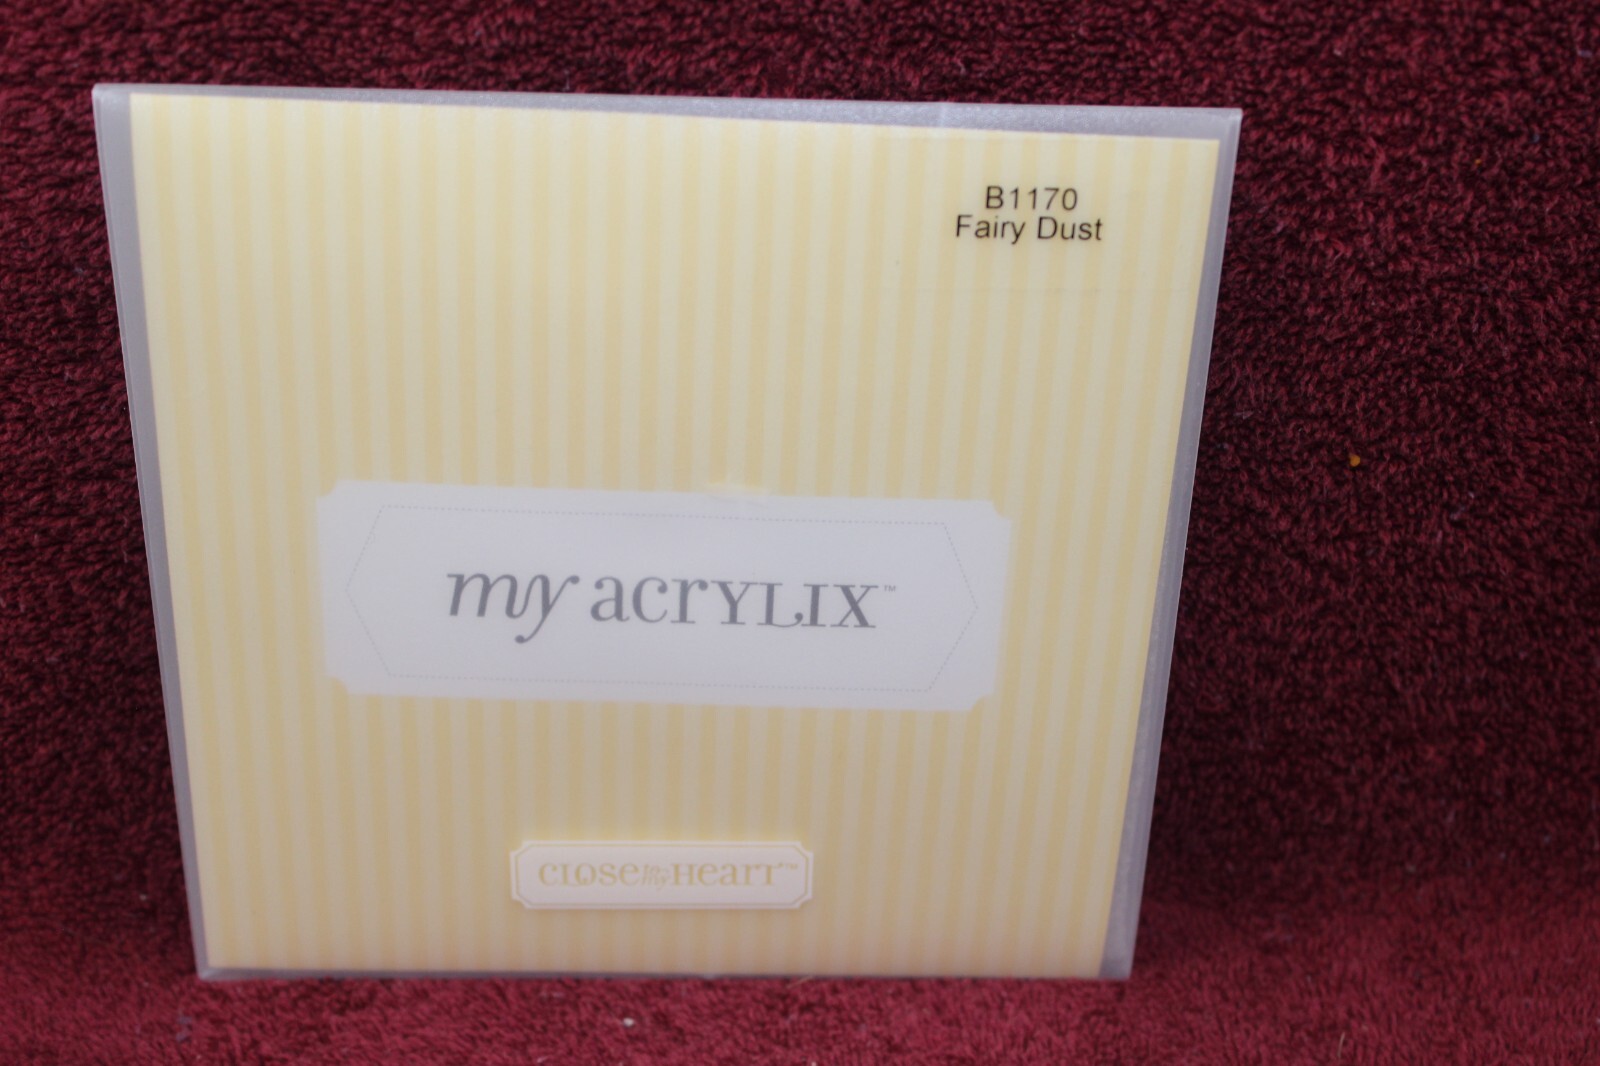 B1170
Fairy Dust
my acrylix™
close my Heart™